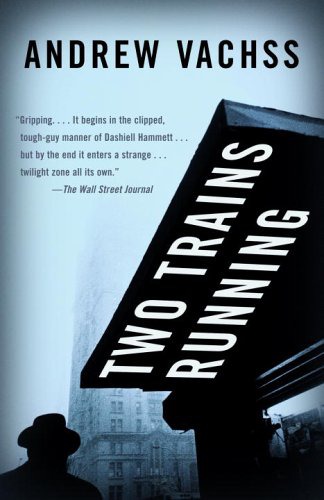 ANDREW VACHSS
“Gripping. . . . It begins in the clipped,
tough-guy manner of Dashiell Hammett . . .
but by the end it enters a strange . . .
twilight zone all its own.”
—The Wall Street Journal
TWO TRAINS
RUNNING